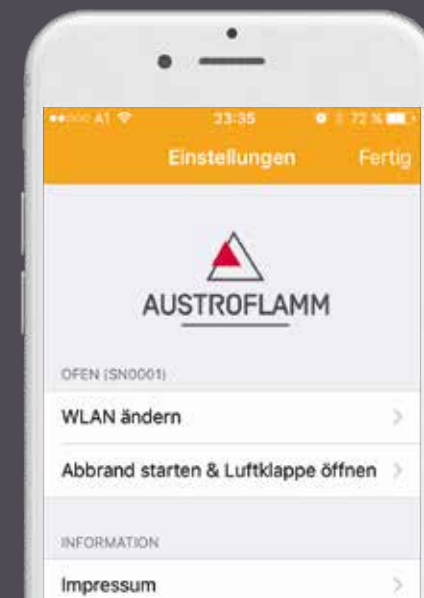 A1 23:35 72 %
Einstellungen Fertig
AUSTROFLAMM
OFEN (SN0001)
WLAN ändern
Abbrand starten & Luftklappe öffnen
INFORMATION
Impressum